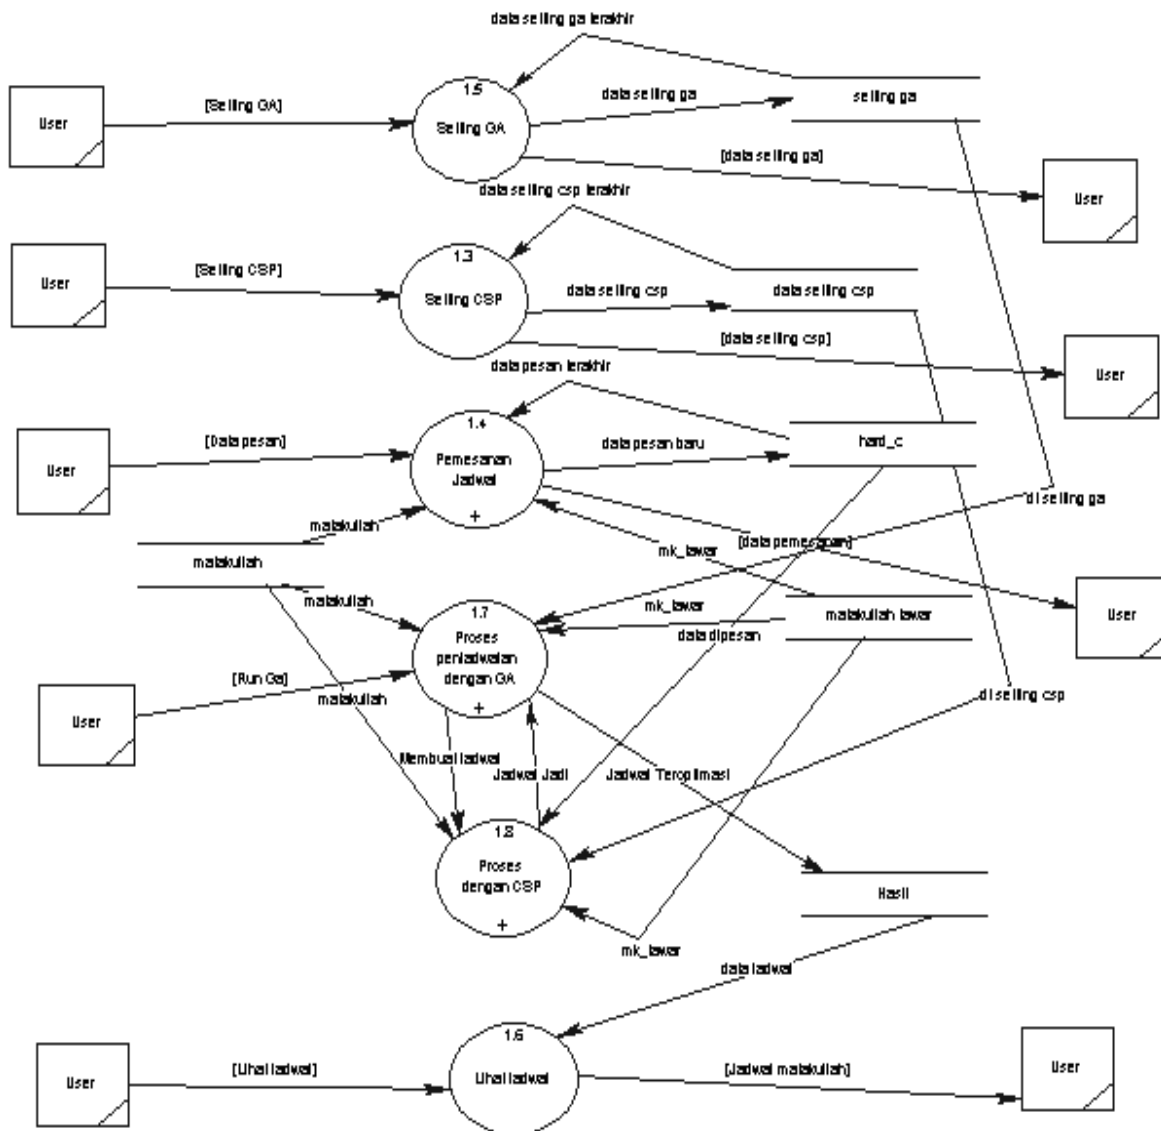 data setting ga terakhir
1.5
User
[Setting GA]
Setting GA
data setting ga
setting ga
[data setting ga]
User
data setting csp terakhir
1.3
User
[Setting CSP]
Setting CSP
data setting csp
data setting csp
[data setting csp]
User
data pesan terakhir
1.4
User
[Data pesan]
Pemesanan
Jadwal
+
data pesan baru
hard_c
di setting ga
matakuliah
matakuliah
mk_tawar
[data pemesanan]
User
matakuliah
1.7
Proses
penjadwalan
dengan GA
+
mk_tawar
data dipesan
matakuliah tawar
User
[Run Ga]
matakuliah
di setting csp
Membuat jadwal
Jadwal Jadi
Jadwal Teroptimasi
1.8
Proses
dengan CSP
+
Hasil
mk_tawar
data jadwal
1.6
User
[Lihat jadwal]
Lihat jadwal
[Jadwal matakuliah]
User